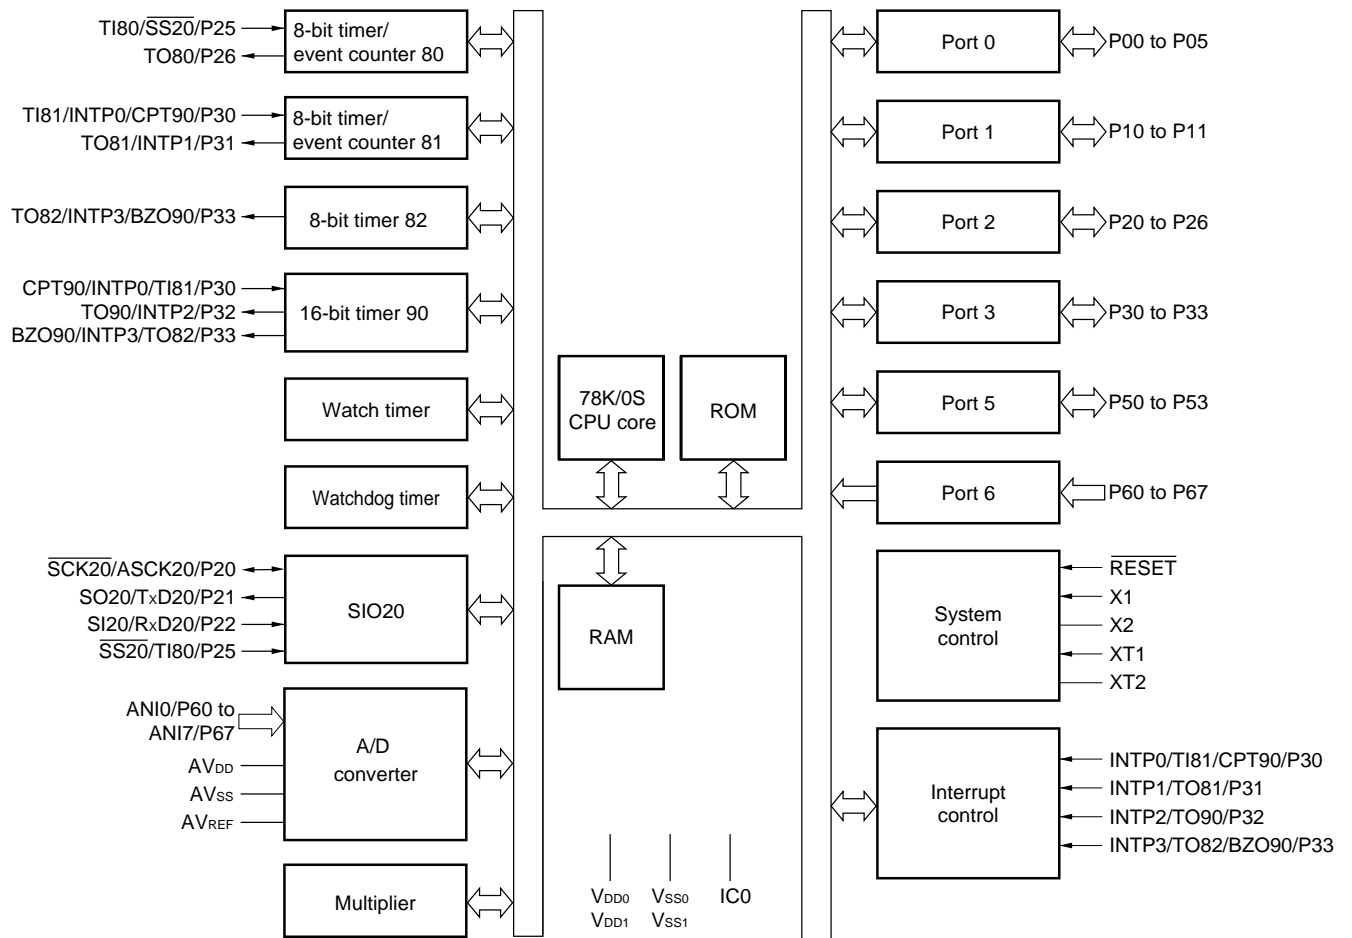 TI80/SS20/P25
TO80/P26
8-bit timer/
event counter 80
TI81/INTP0/CPT90/P30
TO81/INTP1/P31
8-bit timer/
event counter 81
TO82/INTP3/BZO90/P33
8-bit timer 82
CPT90/INTP0/TI81/P30
TO90/INTP2/P32
BZO90/INTP3/TO82/P33
16-bit timer 90
Watch timer
Watchdog timer
SCK20/ASCK20/P20
SO20/TxD20/P21
SI20/RxD20/P22
SS20/TI80/P25
SIO20
ANI0/P60 to
ANI7/P67
AVDD
AVSS
AVREF
A/D
converter
Multiplier
78K/0S
CPU core
ROM
RAM
VDD0
VDD1
VSS0
VSS1
IC0
Port 0
P00 to P05
Port 1
P10 to P11
Port 2
P20 to P26
Port 3
P30 to P33
Port 5
P50 to P53
Port 6
P60 to P67
System
control
RESET
X1
X2
XT1
XT2
Interrupt
control
INTP0/TI81/CPT90/P30
INTP1/TO81/P31
INTP2/TO90/P32
INTP3/TO82/BZO90/P33